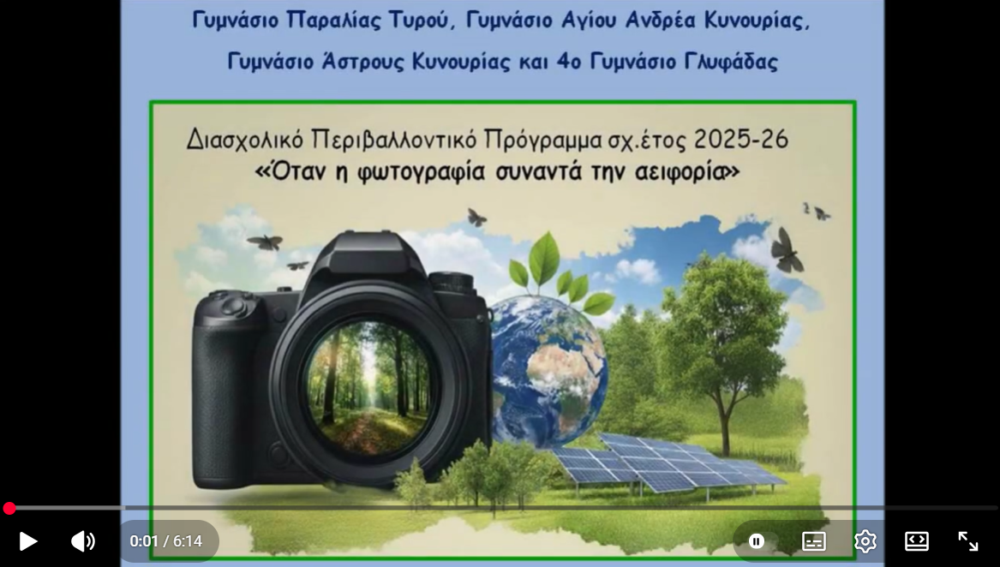 Γυμνάσιο Παραλίας Τυρού, Γυμνάσιο Αγίου Ανδρέα Κυνουρίας,
Γυμνάσιο Άστρους Κυνουρίας και 4ο Γυμνάσιο Γλυφάδας
Διασχολικό Περιβαλλοντικό Πρόγραμμα σχ.έτος 2025-26
«Όταν η φωτογραφία συναντά την αειφορία»
0:01 / 6:14